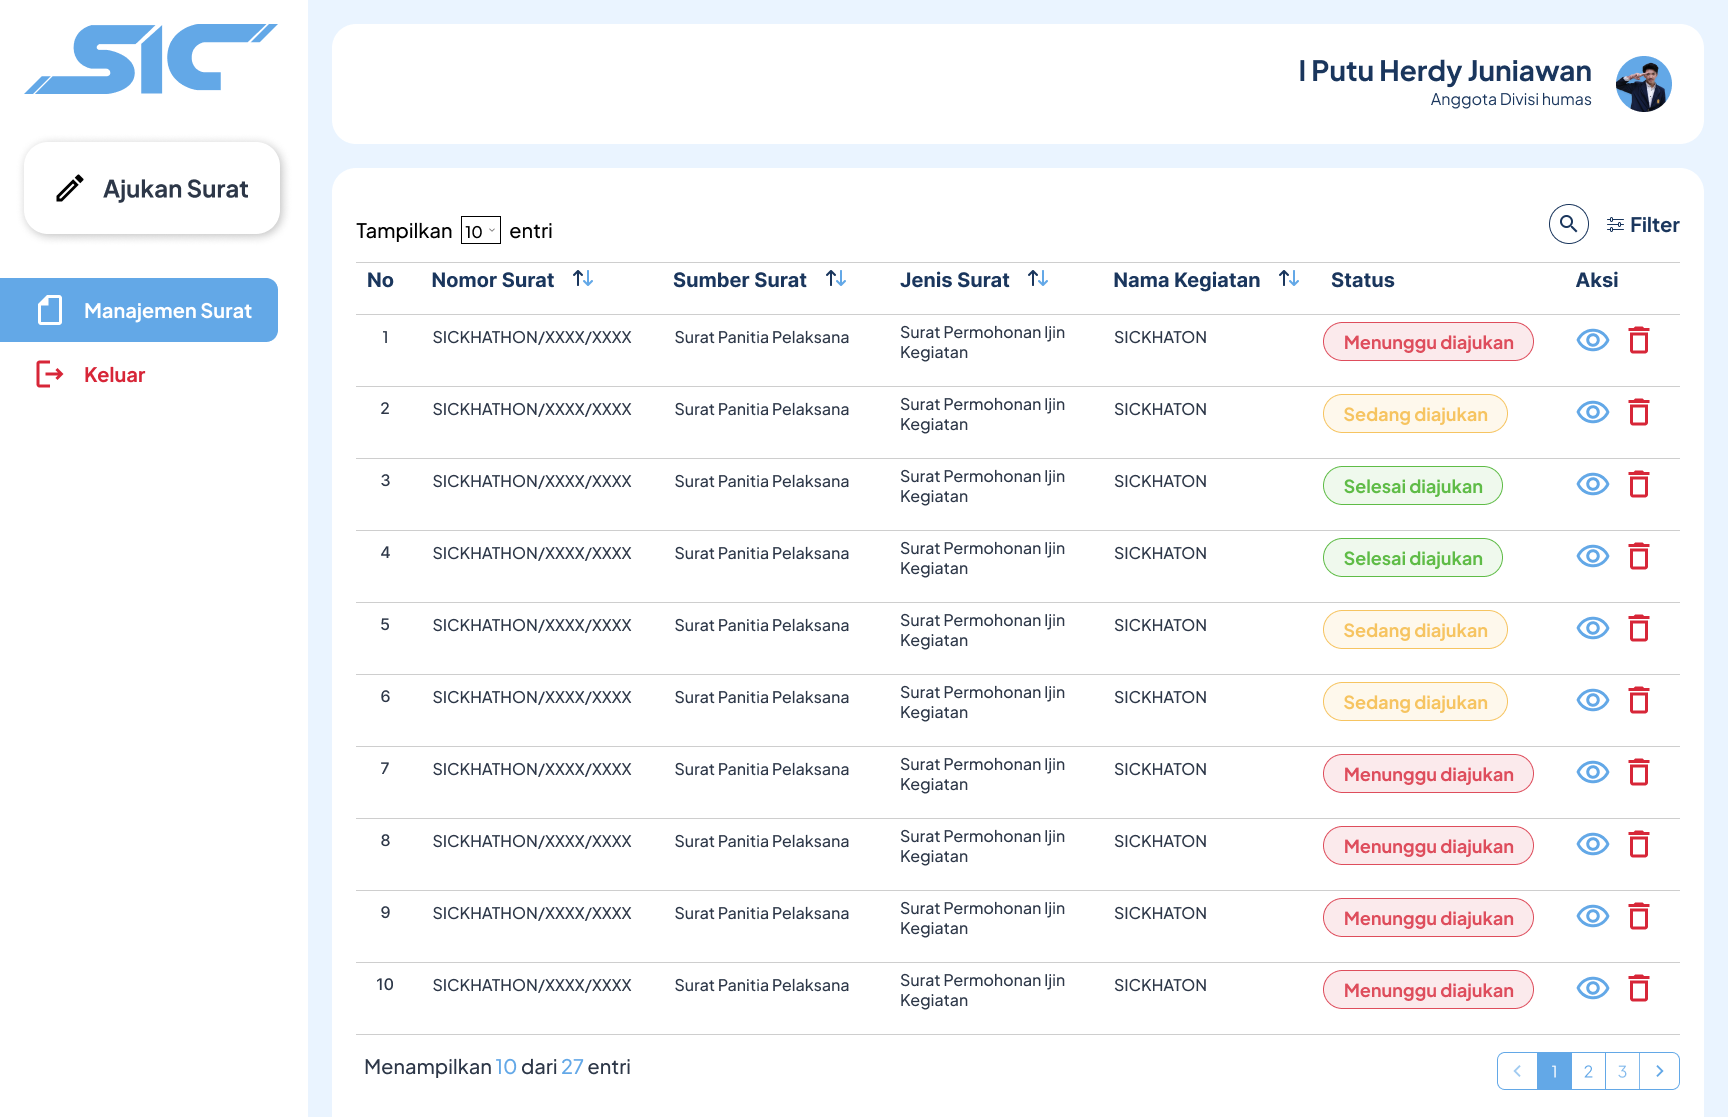 SIC
I Putu Herdy Juniawan
Anggota Divisi humas
Ajukan Surat
Manajemen Surat
Keluar
Tampilkan 10 entri
Filter
No Nomor Surat Sumber Surat Jenis Surat Nama Kegiatan Status Aksi
1 SICKHATHON/XXXX/XXXX Surat Panitia Pelaksana Surat Permohonan Ijin Kegiatan SICKHATON Menunggu diajukan
2 SICKHATHON/XXXX/XXXX Surat Panitia Pelaksana Surat Permohonan Ijin Kegiatan SICKHATON Sedang diajukan
3 SICKHATHON/XXXX/XXXX Surat Panitia Pelaksana Surat Permohonan Ijin Kegiatan SICKHATON Selesai diajukan
4 SICKHATHON/XXXX/XXXX Surat Panitia Pelaksana Surat Permohonan Ijin Kegiatan SICKHATON Selesai diajukan
5 SICKHATHON/XXXX/XXXX Surat Panitia Pelaksana Surat Permohonan Ijin Kegiatan SICKHATON Sedang diajukan
6 SICKHATHON/XXXX/XXXX Surat Panitia Pelaksana Surat Permohonan Ijin Kegiatan SICKHATON Sedang diajukan
7 SICKHATHON/XXXX/XXXX Surat Panitia Pelaksana Surat Permohonan Ijin Kegiatan SICKHATON Menunggu diajukan
8 SICKHATHON/XXXX/XXXX Surat Panitia Pelaksana Surat Permohonan Ijin Kegiatan SICKHATON Menunggu diajukan
9 SICKHATHON/XXXX/XXXX Surat Panitia Pelaksana Surat Permohonan Ijin Kegiatan SICKHATON Menunggu diajukan
10 SICKHATHON/XXXX/XXXX Surat Panitia Pelaksana Surat Permohonan Ijin Kegiatan SICKHATON Menunggu diajukan
Menampilkan 10 dari 27 entri
1 2 3